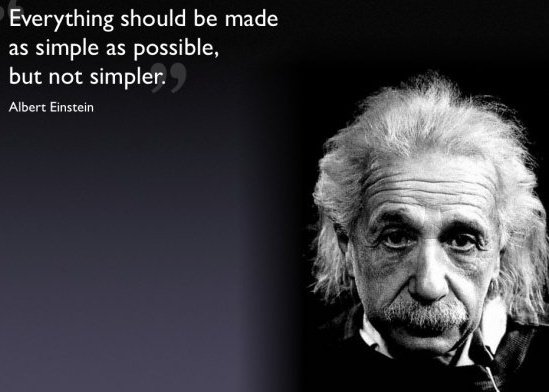 Everything should be made
as simple as possible,
but not simpler.”
Albert Einstein